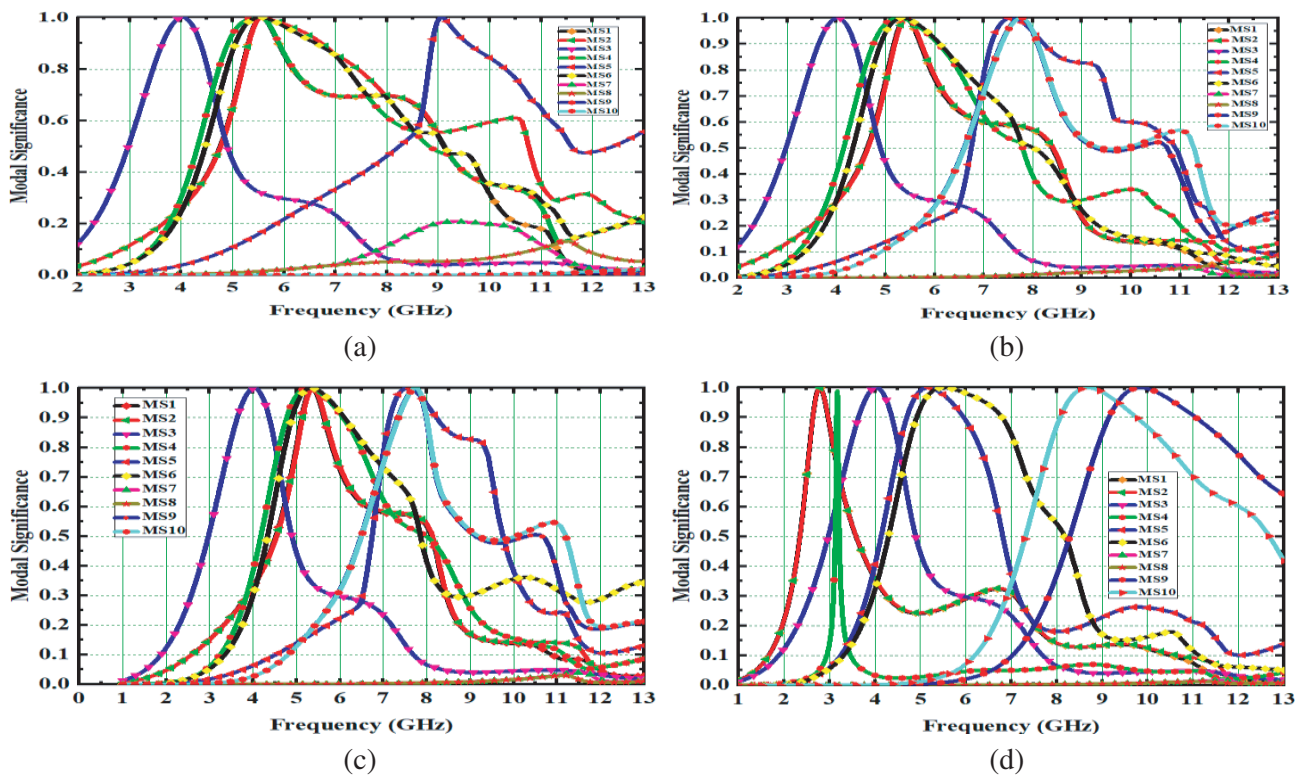 1.0
0.8
0.6
0.4
0.2
0.0
Modal Significance
2 3 4 5 6 7 8 9 10 11 12 13
Frequency (GHz)
MS1
MS2
MS3
MS4
MS5
MS6
MS7
MS8
MS9
MS10
(a)
1.0
0.9
0.8
0.7
0.6
0.5
0.4
0.3
0.2
0.1
0.0
Modal Significance
2 3 4 5 6 7 8 9 10 11 12 13
Frequency (GHz)
MS1
MS2
MS3
MS4
MS5
MS6
MS7
MS8
MS9
MS10
(b)
1.0
0.9
0.8
0.7
0.6
0.5
0.4
0.3
0.2
0.1
0.0
Modal Significance
0 1 2 3 4 5 6 7 8 9 10 11 12 13
Frequency (GHz)
MS1
MS2
MS3
MS4
MS5
MS6
MS7
MS8
MS9
MS10
(c)
1.0
0.9
0.8
0.7
0.6
0.5
0.4
0.3
0.2
0.1
0.0
Modal Significance
1 2 3 4 5 6 7 8 9 10 11 12 13
Frequency (GHz)
MS1
MS2
MS3
MS4
MS5
MS6
MS7
MS8
MS9
MS10
(d)